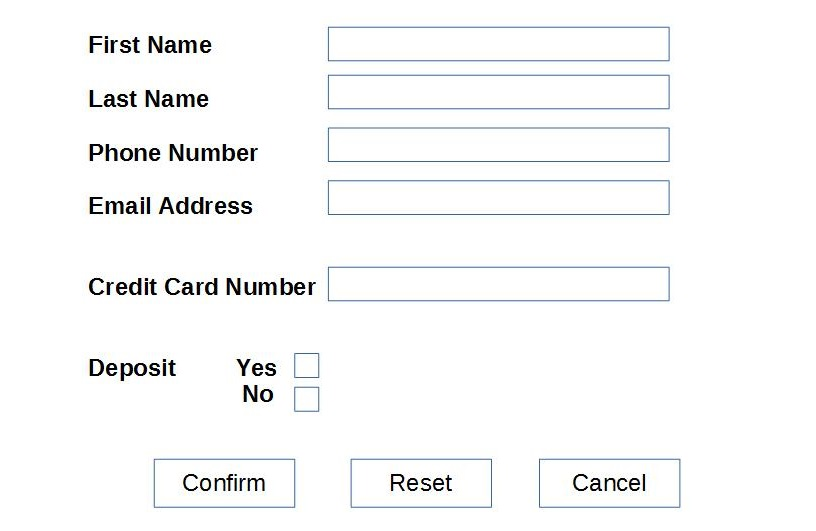 First Name
Last Name
Phone Number
Email Address
Credit Card Number
Deposit Yes
No
Confirm Reset Cancel